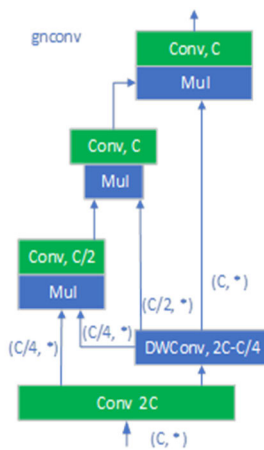 gnconv
Conv, C
Mul
Conv, C
Mul
Conv, C/2
Mul
(C/4, *)
(C/4, *)
(C/2, *)
(C, *)
DWConv, 2C-C/4
Conv 2C
(C, *)